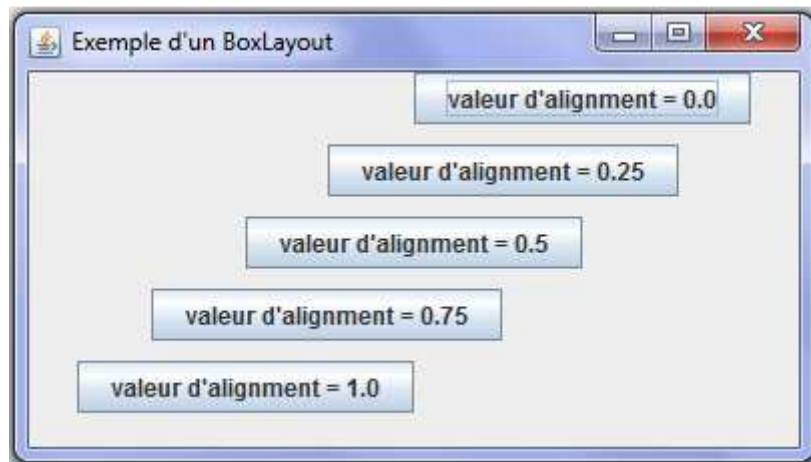 Exemple d'un BoxLayout
valeur d'alignment = 0.0
valeur d'alignment = 0.25
valeur d'alignment = 0.5
valeur d'alignment = 0.75
valeur d'alignment = 1.0